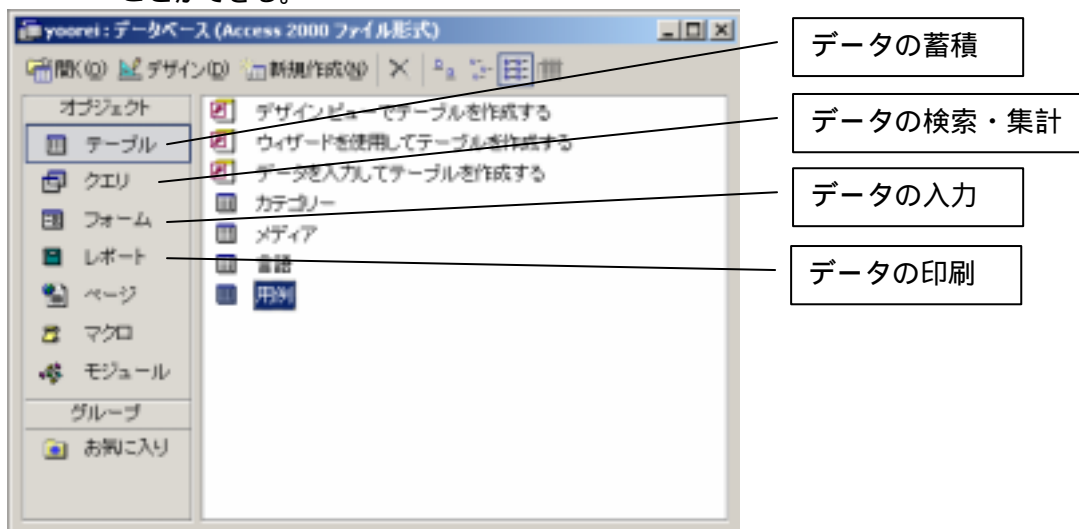 ことができる。
yoorei : データベース (Access 2000 ファイル形式)
開く(O) デザイン(D) 新規作成(N)
オブジェクト
テーブル
クエリ
フォーム
レポート
ページ
マクロ
モジュール
グループ
お気に入り
デザイン ビューでテーブルを作成する
ウィザードを使用してテーブルを作成する
データを入力してテーブルを作成する
カテゴリー
メディア
言語
用例
データの蓄積
データの検索・集計
データの入力
データの印刷